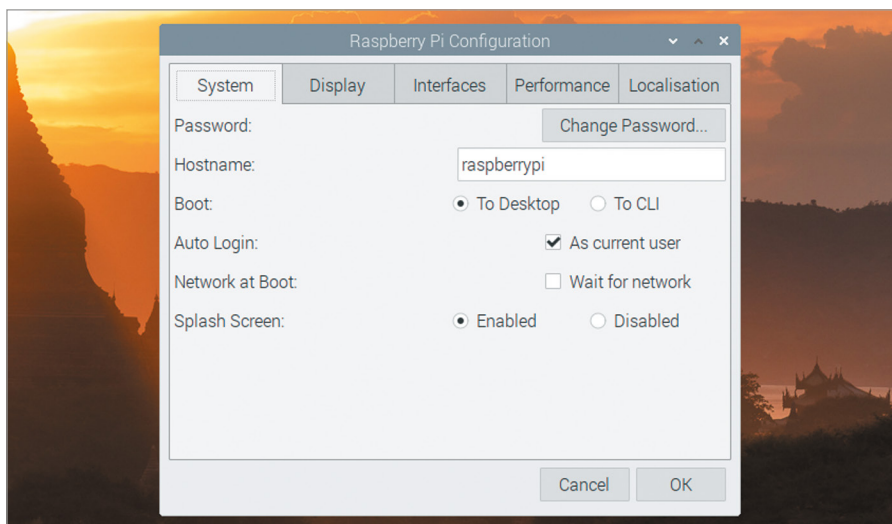 Raspberry Pi Configuration
System Display Interfaces Performance Localisation
Password: Change Password...
Hostname: raspberrypi
Boot: To Desktop To CLI
Auto Login: As current user
Network at Boot: Wait for network
Splash Screen: Enabled Disabled
Cancel OK